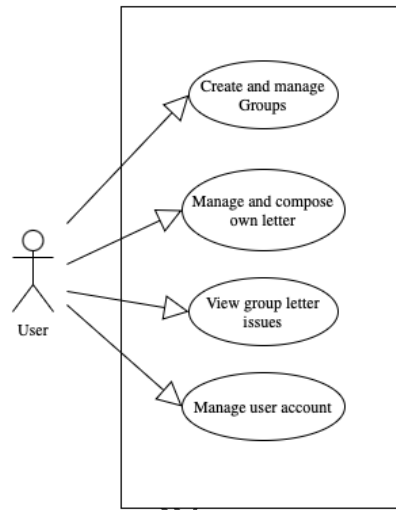 Create and manage
Groups
Manage and compose
own letter
View group letter
issues
User
Manage user account